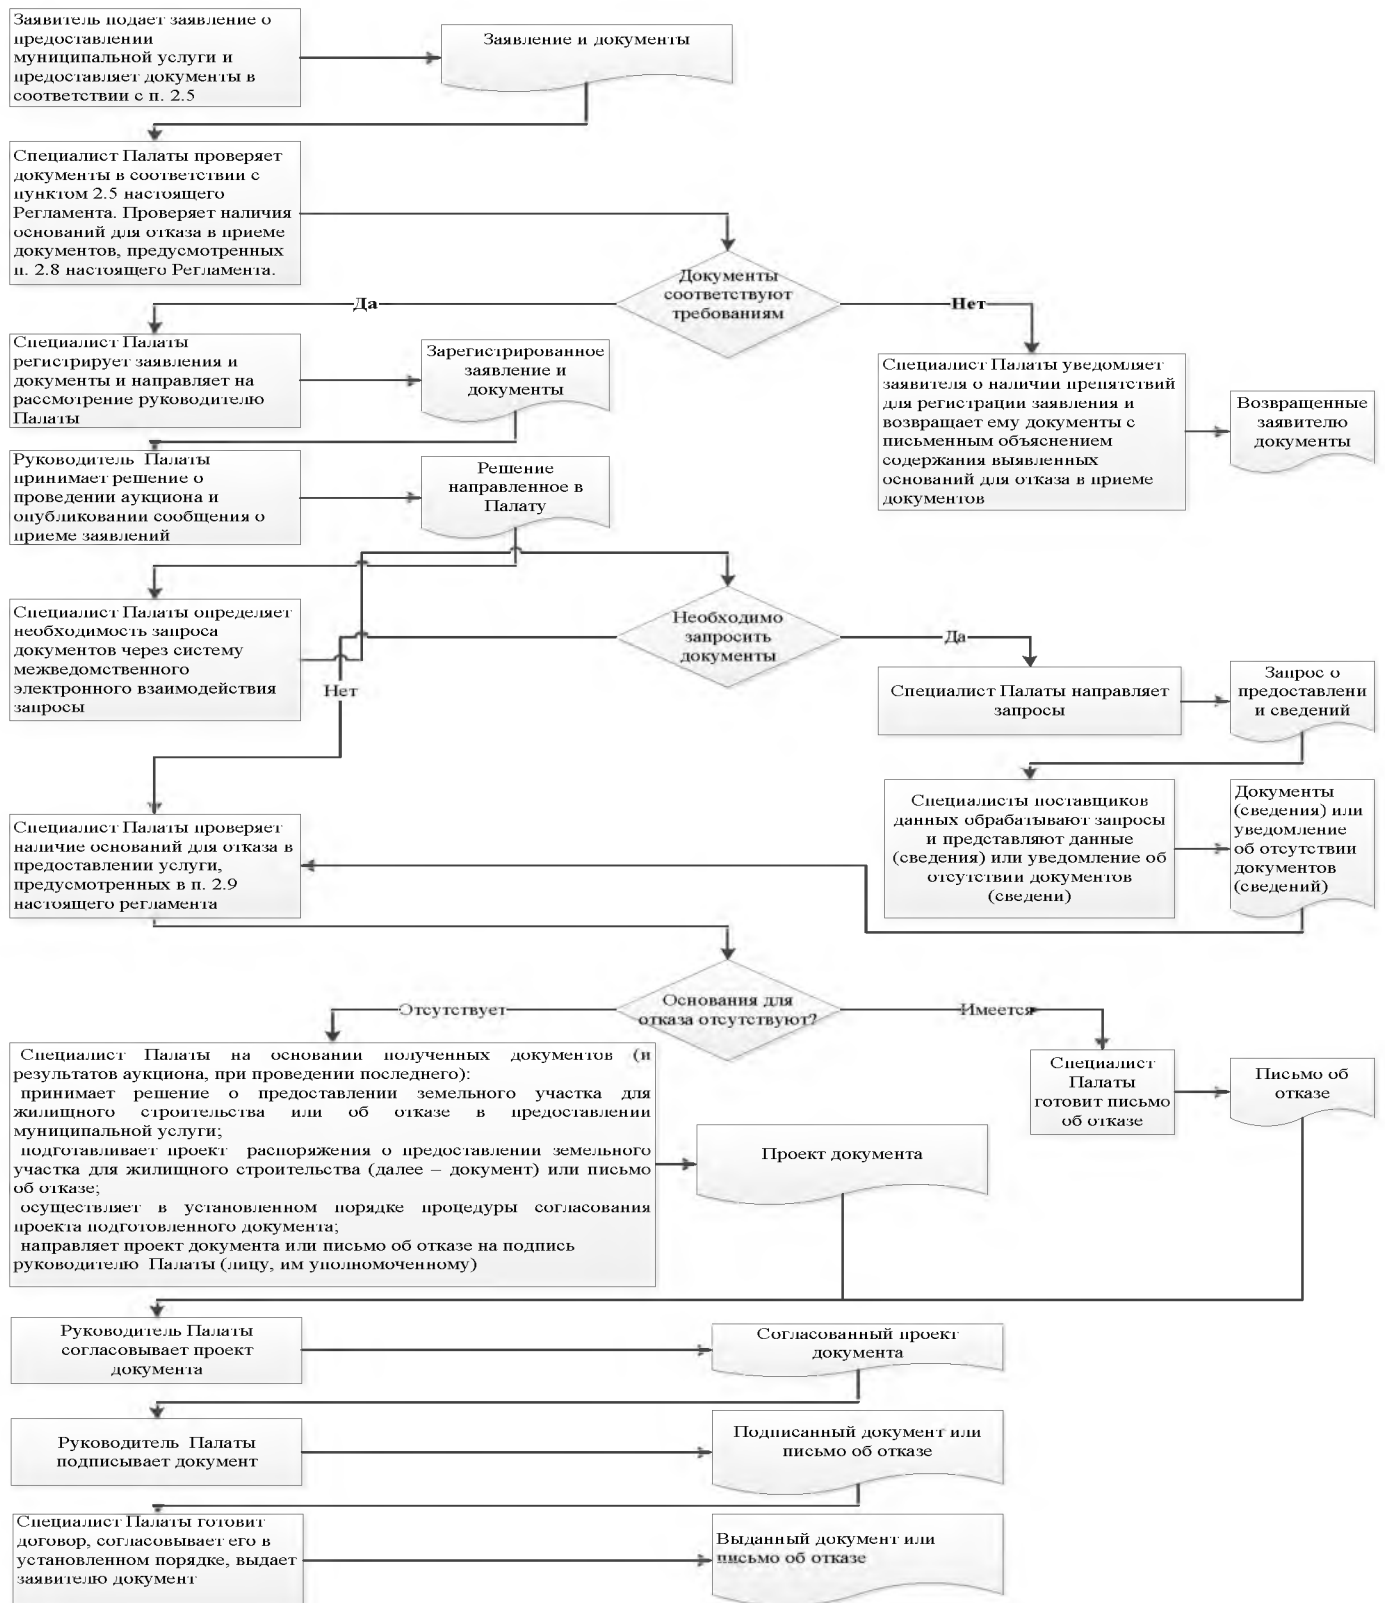 Заявитель подает заявление о
предоставлении
муниципальной услуги и
предоставляет документы в
соответствии с п. 2.5
Заявление и документы
Специалист Палаты проверяет
документы в соответствии с
пунктом 2.5 настоящего
Регламента. Проверяет наличия
оснований для отказа в приеме
документов, предусмотренных
п. 2.8 настоящего Регламента.
Документы
соответствуют
требованиям
Да
Нет
Специалист Палаты
регистрирует заявления и
документы и направляет на
рассмотрение руководителю
Палаты
Зарегистрированное
заявление и
документы
Специалист Палаты уведомляет
заявителя о наличии препятствий
для регистрации заявления и
возвращает ему документы с
письменным объяснением
содержания выявленных
оснований для отказа в приеме
документов
Возвращенные
заявителю
документы
Руководитель Палаты
принимает решение о
проведении аукциона и
опубликовании сообщения о
приеме заявлений
Решение
направленное в
Палату
Специалист Палаты определяет
необходимость запроса
документов через систему
межведомственного
электронного взаимодействия
запросы
Необходимо
запросить
документы
Да
Нет
Специалист Палаты направляет
запросы
Запрос о
предоставлени
и сведений
Специалисты поставщиков
данных обрабатывают запросы
и представляют данные
(сведения) или уведомление об
отсутствии документов
(сведени)
Документы
(сведения) или
уведомление
об отсутствии
документов
(сведений)
Специалист Палаты проверяет
наличие оснований для отказа в
предоставлении услуги,
предусмотренных в п. 2.9
настоящего регламента
Основания для
отказа отсутствуют?
Отсутствует
Имеется
Специалист Палаты на основании полученных документов (и
результатов аукциона, при проведении последнего):
принимает решение о предоставлении земельного участка для
жилищного строительства или об отказе в предоставлении
муниципальной услуги;
подготавливает проект распоряжения о предоставлении земельного
участка для жилищного строительства (далее – документ) или письмо
об отказе;
осуществляет в установленном порядке процедуры согласования
проекта подготовленного документа;
направляет проект документа или письмо об отказе на подпись
руководителю Палаты (лицу, им уполномоченному)
Проект документа
Специалист
Палаты
готовит письмо
об отказе
Письмо об
отказе
Руководитель Палаты
согласовывает проект
документа
Согласованный проект
документа
Руководитель Палаты
подписывает документ
Подписанный документ или
письмо об отказе
Специалист Палаты готовит
договор, согласовывает его в
установленном порядке, выдает
заявителю документ
Выданный документ или
письмо об отказе